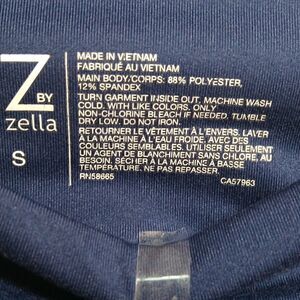 Z
BY
zella
S
MADE IN VIETNAM
FABRIQUÉ AU VIETNAM
MAIN BODY/CORPS: 88% POLYESTER,
12% SPANDEX
TURN GARMENT INSIDE OUT, MACHINE WASH
COLD, WITH LIKE COLORS. ONLY
NON-CHLORINE BLEACH IF NEEDED. TUMBLE
DRY LOW. DO NOT IRON.
RETOURNER LE VÊTEMENT À L'ENVERS. LAVER
À LA MACHINE À L'EAU FROIDE, AVEC DES
COULEURS SEMBLABLES. UTILISER SEULEMENT
UN AGENT DE BLANCHIMENT SANS CHLORE, AU
BESOIN. SÉCHER À LA MACHINE À BASSE
TEMPÉRATURE. NE PAS REPASSER.
RN58665 CA57963